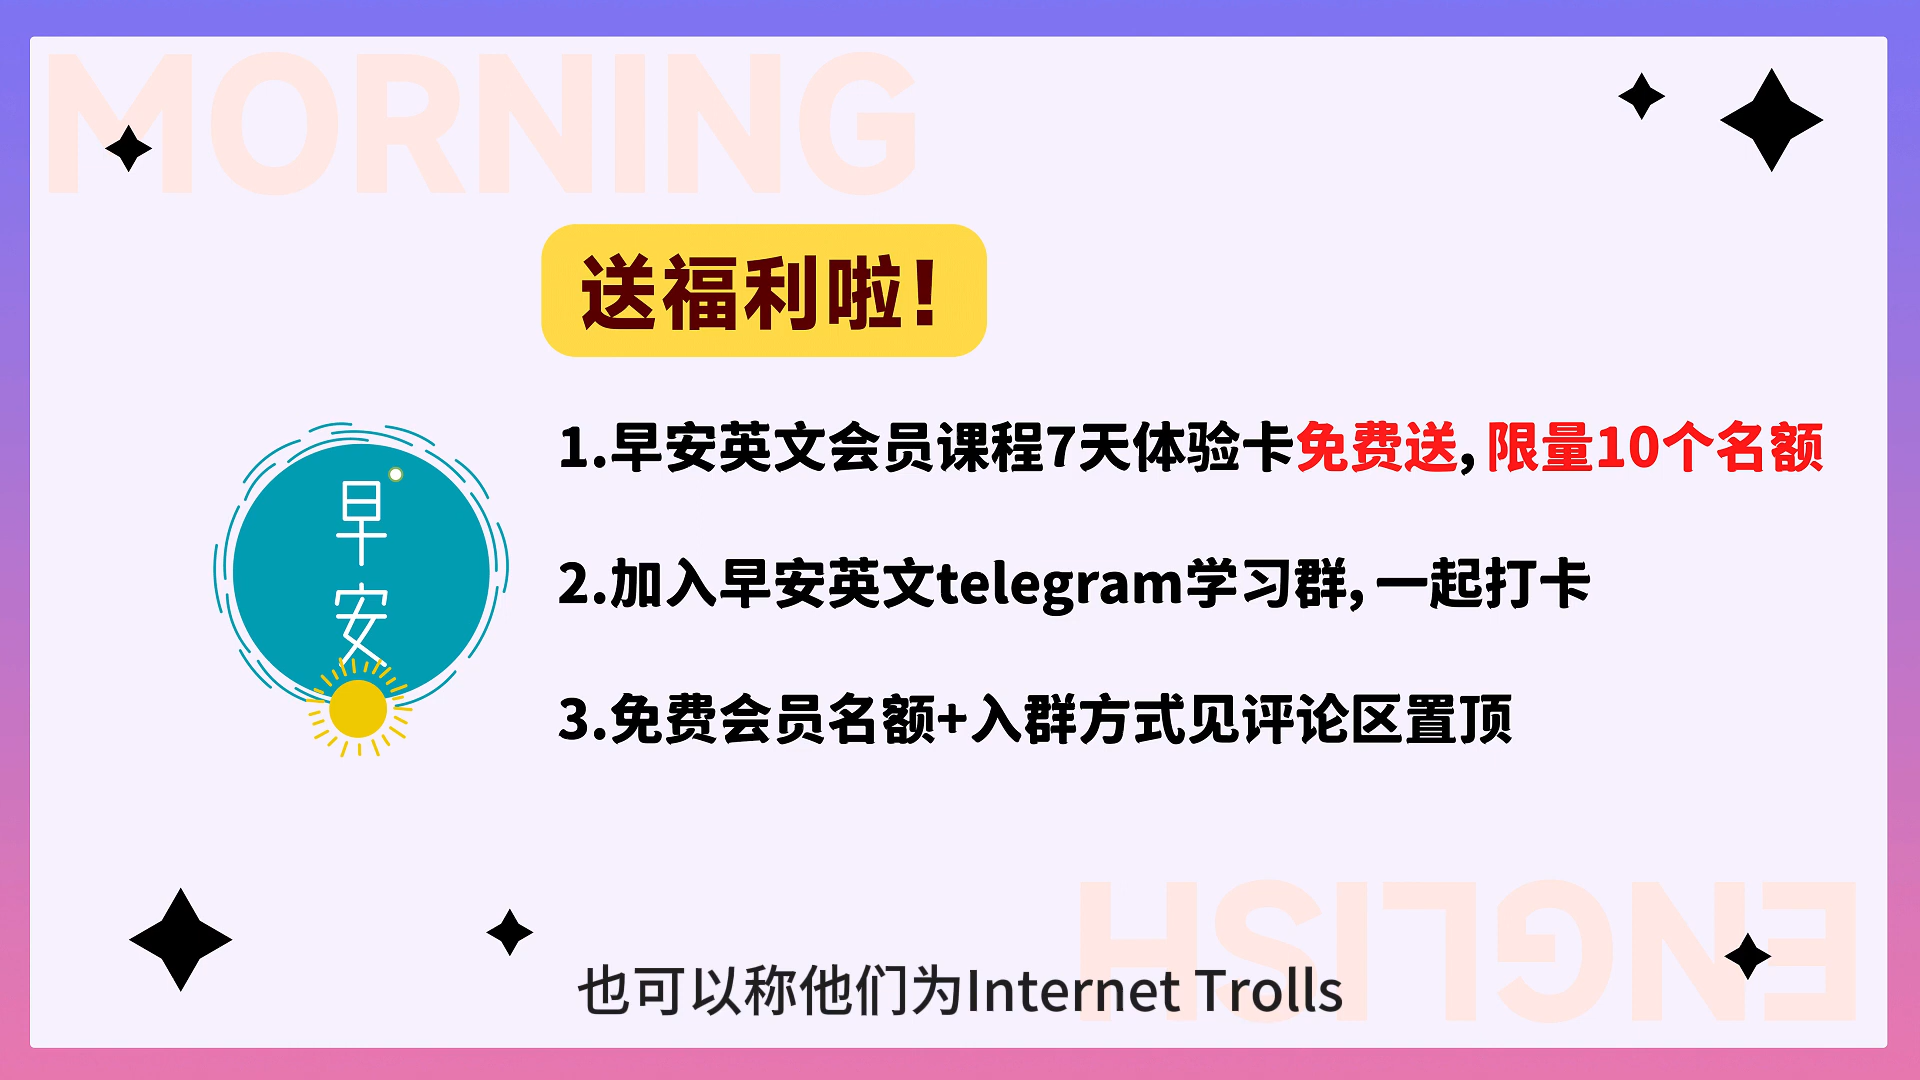 MORNING
送福利啦!
1.早安英文会员课程7天体验卡免费送, 限量10个名额
早安
2.加入早安英文telegram学习群, 一起打卡
3.免费会员名额+入群方式见评论区置顶
ENGLISH
也可以称他们为Internet Trolls